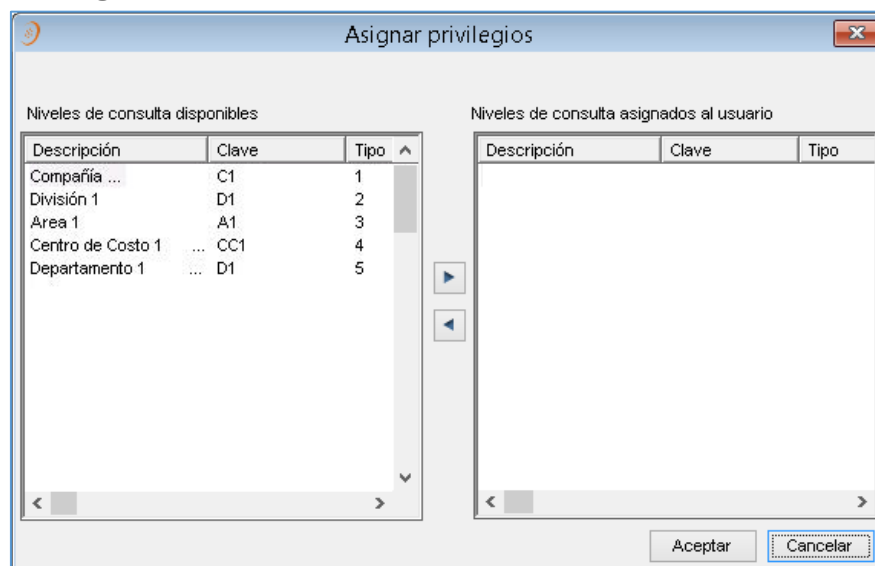 Asignar privilegios
Niveles de consulta disponibles
Niveles de consulta asignados al usuario
Descripción Clave Tipo
Descripción Clave Tipo
Compañía ... C1 1
División 1 D1 2
Area 1 A1 3
Centro de Costo 1 ... CC1 4
Departamento 1 ... D1 5
Aceptar Cancelar